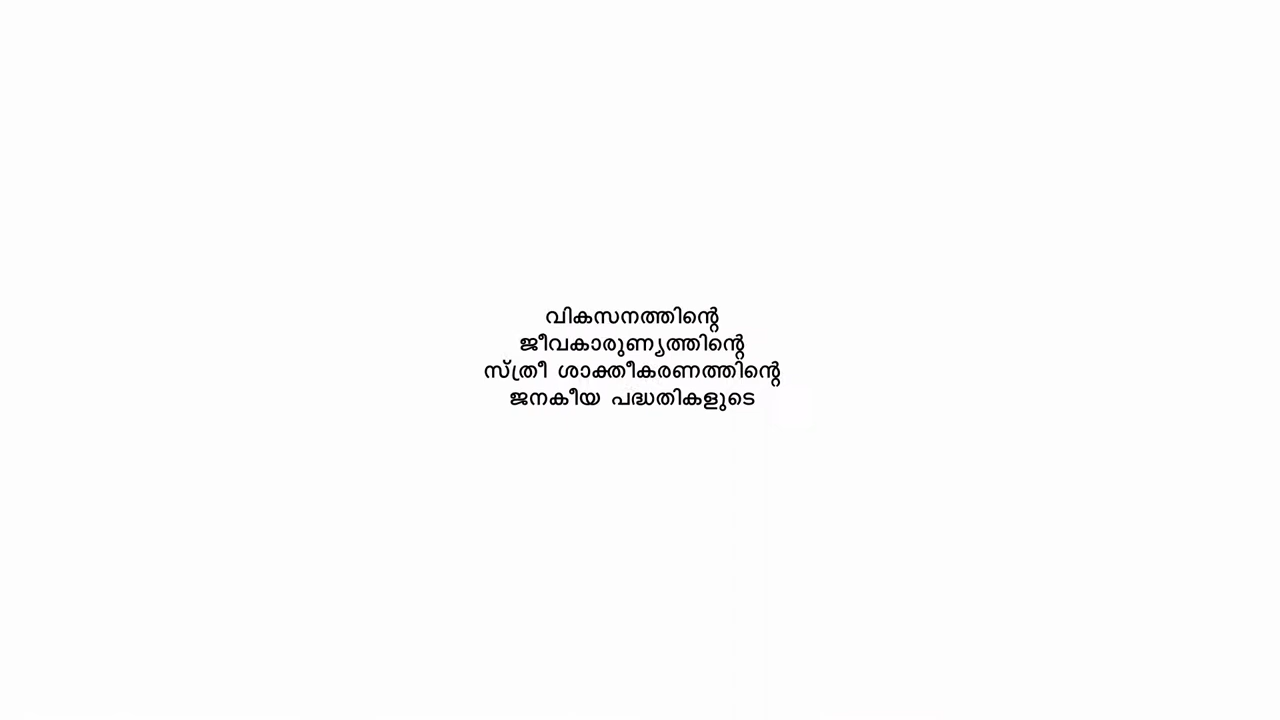 വികസനത്തിന്റെ
ജീവകാരുണ്യത്തിന്റെ
സ്ത്രീ ശാക്തീകരണത്തിന്റെ
ജനകീയ പദ്ധതികളുടെ